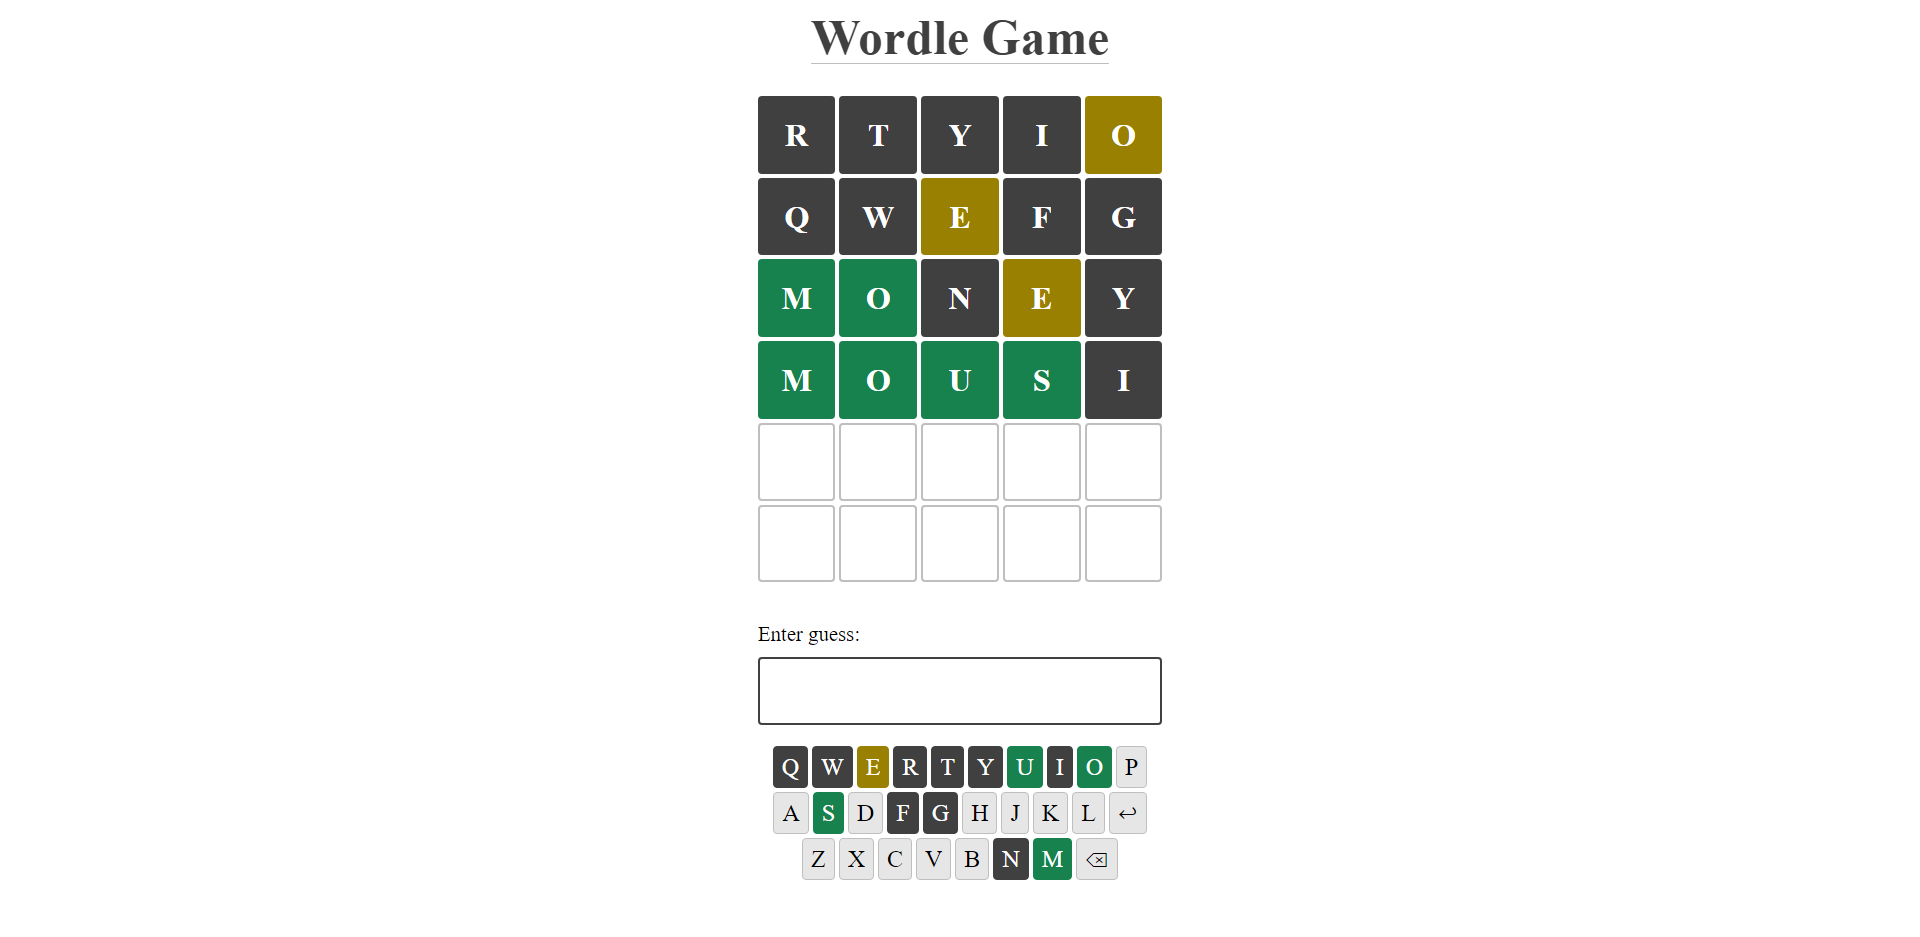 Wordle Game
R T Y I O
Q W E F G
M O N E Y
M O U S I
Enter guess:
Q W E R T Y U I O P
A S D F G H J K L ↩
Z X C V B N M ⌫